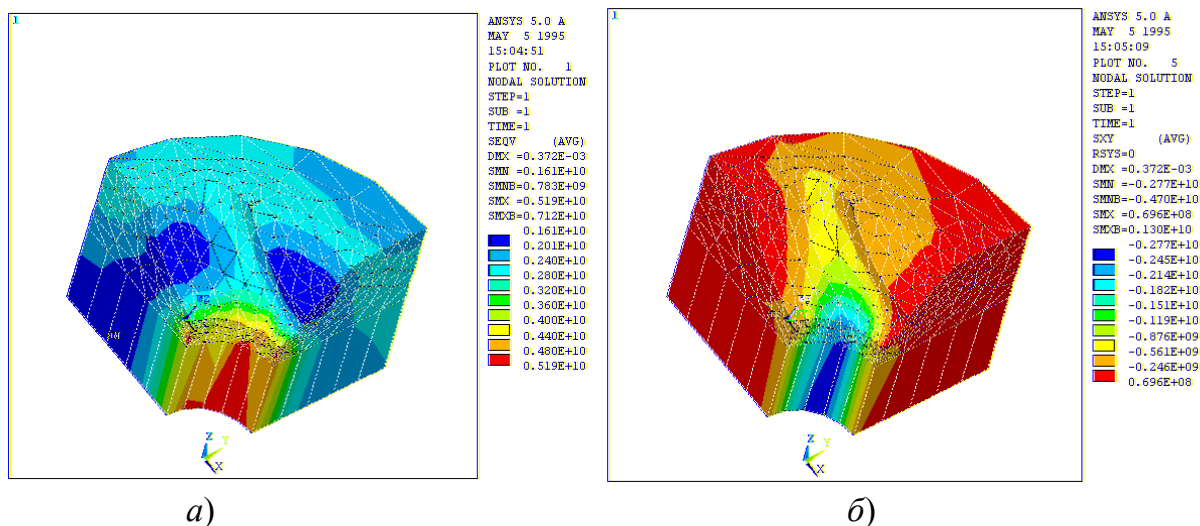 1
ANSYS 5.0 A
MAY 5 1995
15:04:51
PLOT NO. 1
NODAL SOLUTION
STEP=1
SUB =1
TIME=1
SEQV (AVG)
DMX =0.372E-03
SMN =0.161E+10
SMNB=0.783E+09
SMX =0.519E+10
SMXB=0.712E+10
0.161E+10
0.201E+10
0.240E+10
0.280E+10
0.320E+10
0.360E+10
0.400E+10
0.440E+10
0.480E+10
0.519E+10
Z
Y
X
а)
1
ANSYS 5.0 A
MAY 5 1995
15:05:09
PLOT NO. 5
NODAL SOLUTION
STEP=1
SUB =1
TIME=1
SXY (AVG)
RSYS=0
DMX =0.372E-03
SMN =-0.277E+10
SMNB=-0.470E+10
SMX =0.696E+08
SMXB=0.130E+10
-0.277E+10
-0.245E+10
-0.214E+10
-0.182E+10
-0.151E+10
-0.119E+10
-0.876E+09
-0.561E+09
-0.246E+09
0.696E+08
Z
Y
X
б)